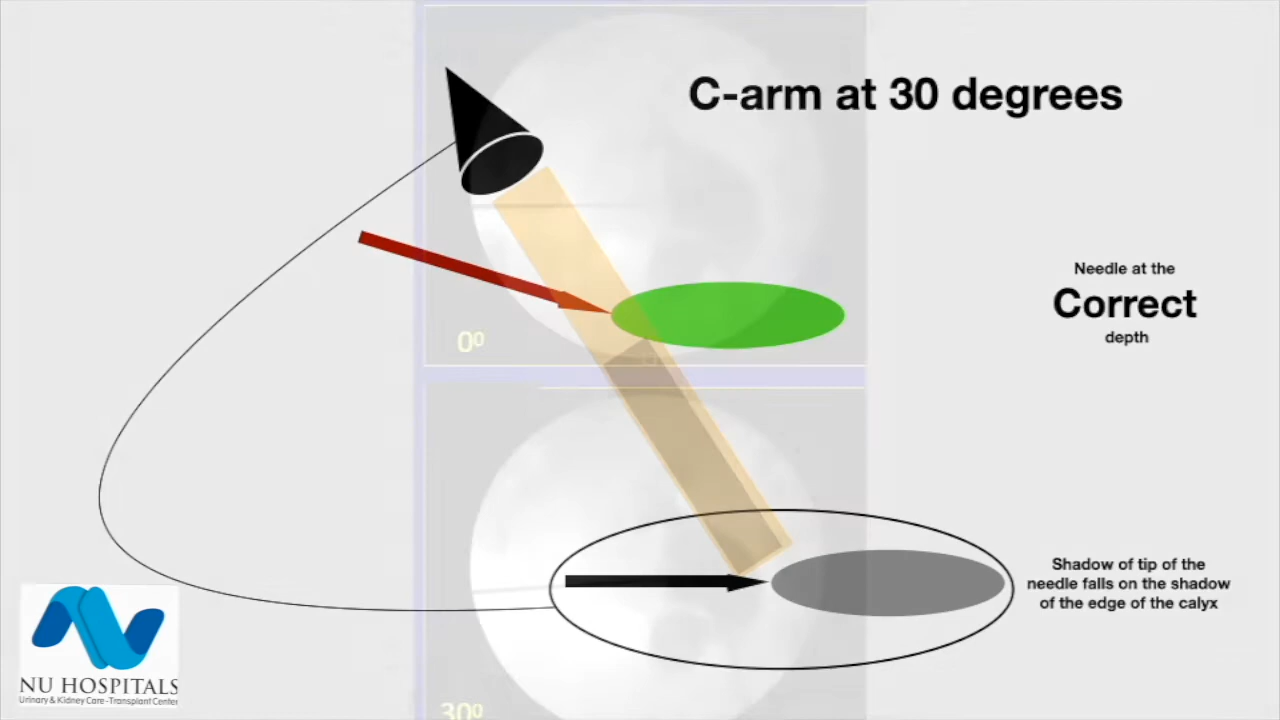 C-arm at 30 degrees
Needle at the
Correct
depth
0⁰
Shadow of tip of the
needle falls on the shadow
of the edge of the calyx
NU HOSPITALS
Urinary & Kidney Care-Transplant Center
30⁰